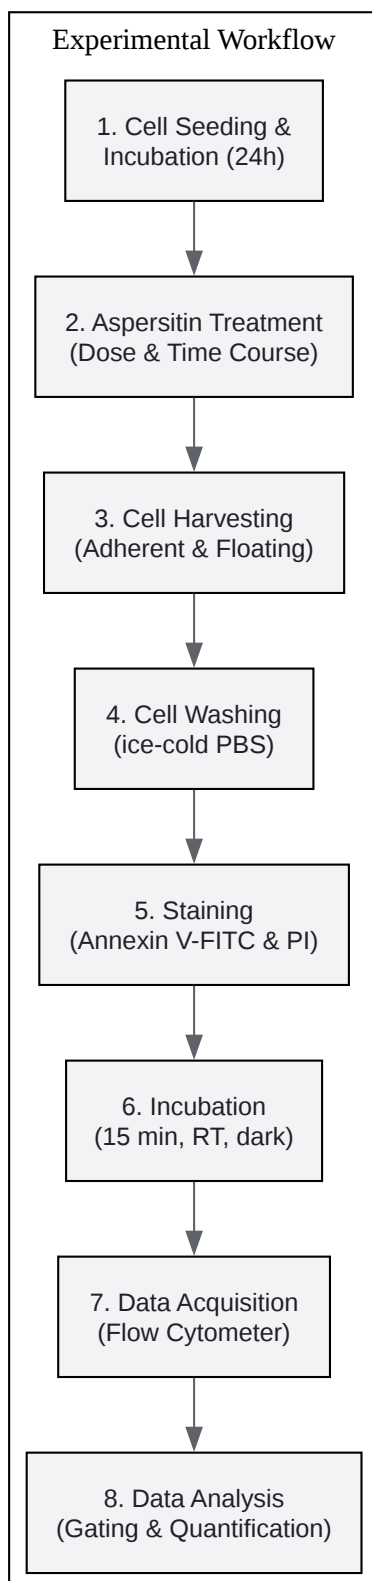 Experimental Workflow
1. Cell Seeding &
Incubation (24h)
2. Aspersitin Treatment
(Dose & Time Course)
3. Cell Harvesting
(Adherent & Floating)
4. Cell Washing
(ice-cold PBS)
5. Staining
(Annexin V-FITC & PI)
6. Incubation
(15 min, RT, dark)
7. Data Acquisition
(Flow Cytometer)
8. Data Analysis
(Gating & Quantification)